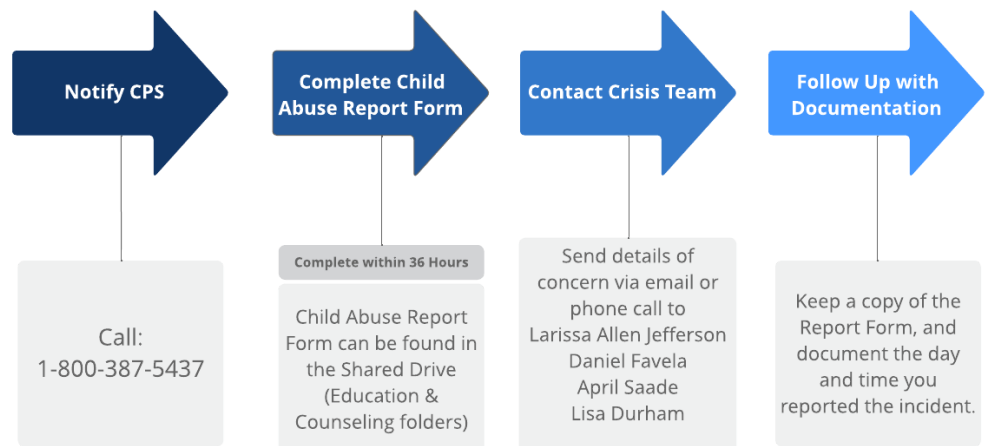 Notify CPS
Complete Child
Abuse Report Form
Contact Crisis Team
Follow Up with
Documentation
Call:
1-800-387-5437
Complete within 36 Hours
Child Abuse Report
Form can be found in
the Shared Drive
(Education &
Counseling folders)
Send details of
concern via email or
phone call to
Larissa Allen Jefferson
Daniel Favela
April Saade
Lisa Durham
Keep a copy of the
Report Form, and
document the day
and time you
reported the incident.